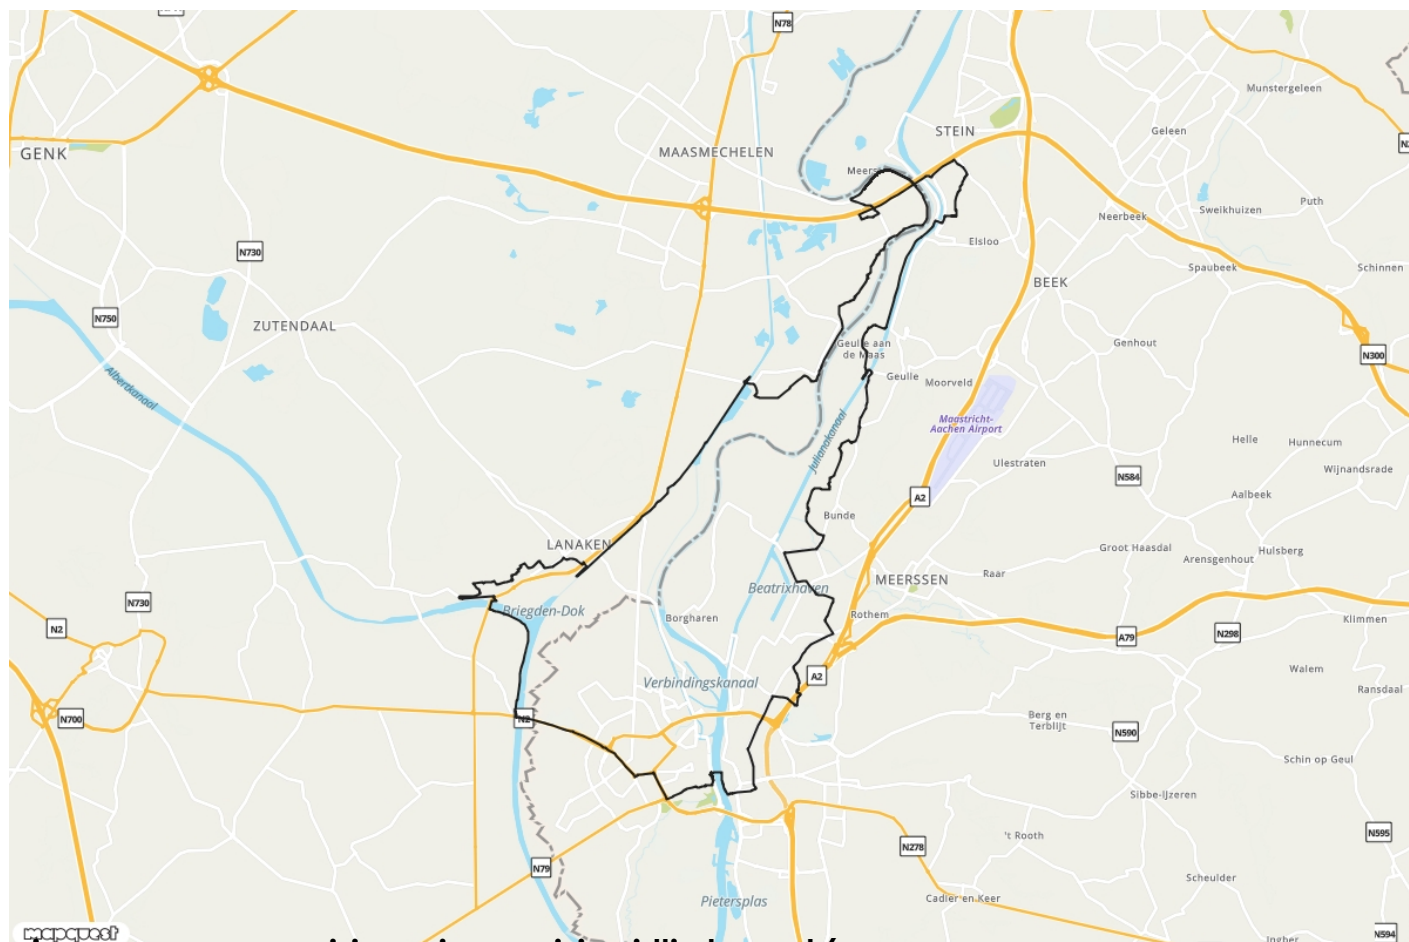 N78
Munstergeleen
STEIN
Geleen
GENK
MAASMECHELEN
Meers
Sweikhuizen
Puth
Neerbeek
N730
Elsloo
Spaubeek
Schinnen
BEEK
N750
ZUTENDAAL
Geulle aan
de Maas
Genhout
N300
Albertkanaal
Geulle
Moorveld
Maastricht-
Aachen Airport
Julianakanaal
Helle
Hunnecum
Ulestraten
Wijnandsrade
N584
A2
Aalbeek
Bunde
LANAKEN
Groot Haasdal
Hulsberg
Arensgenhout
Raar
MEERSSEN
Beatrixhaven
N730
Briegden-Dok
Borgharen
Rothem
Klimmen
N2
A79
N298
A2
Walem
Verbindingskanaal
Ransdaal
N700
N2
Berg en
Terblijt
N590
Schin op Geul
Sibbe-IJzeren
't Rooth
N595
N278
N79
Scheulder
Cadier en Keer
Pietersplas
mapquest
N594
Ingber